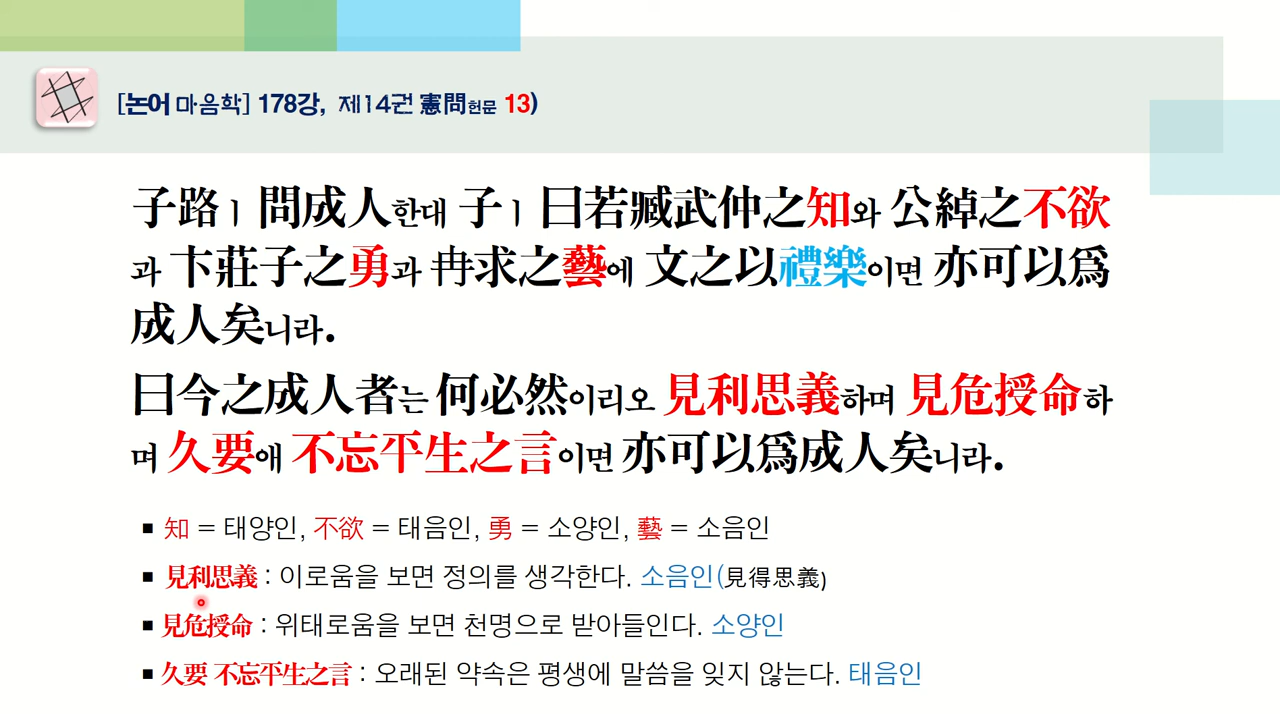 [논어 마음학] 178강, 제14권 憲問헌문 13)
子路ㅣ 問成人한대 子ㅣ 曰若臧武仲之知와 公綽之不欲
과 卞莊子之勇과 冉求之藝에 文之以禮樂이면 亦可以爲
成人矣니라.
曰今之成人者는 何必然이리오 見利思義하며 見危授命하
며 久要애 不忘平生之言이면 亦可以爲成人矣니라.
▪ 知 = 태양인, 不欲 = 태음인, 勇 = 소양인, 藝 = 소음인
▪ 見利思義 : 이로움을 보면 정의를 생각한다. 소음인(見得思義)
▪ 見危授命 : 위태로움을 보면 천명으로 받아들인다. 소양인
▪ 久要 不忘平生之言 : 오래된 약속은 평생에 말씀을 잊지 않는다. 태음인